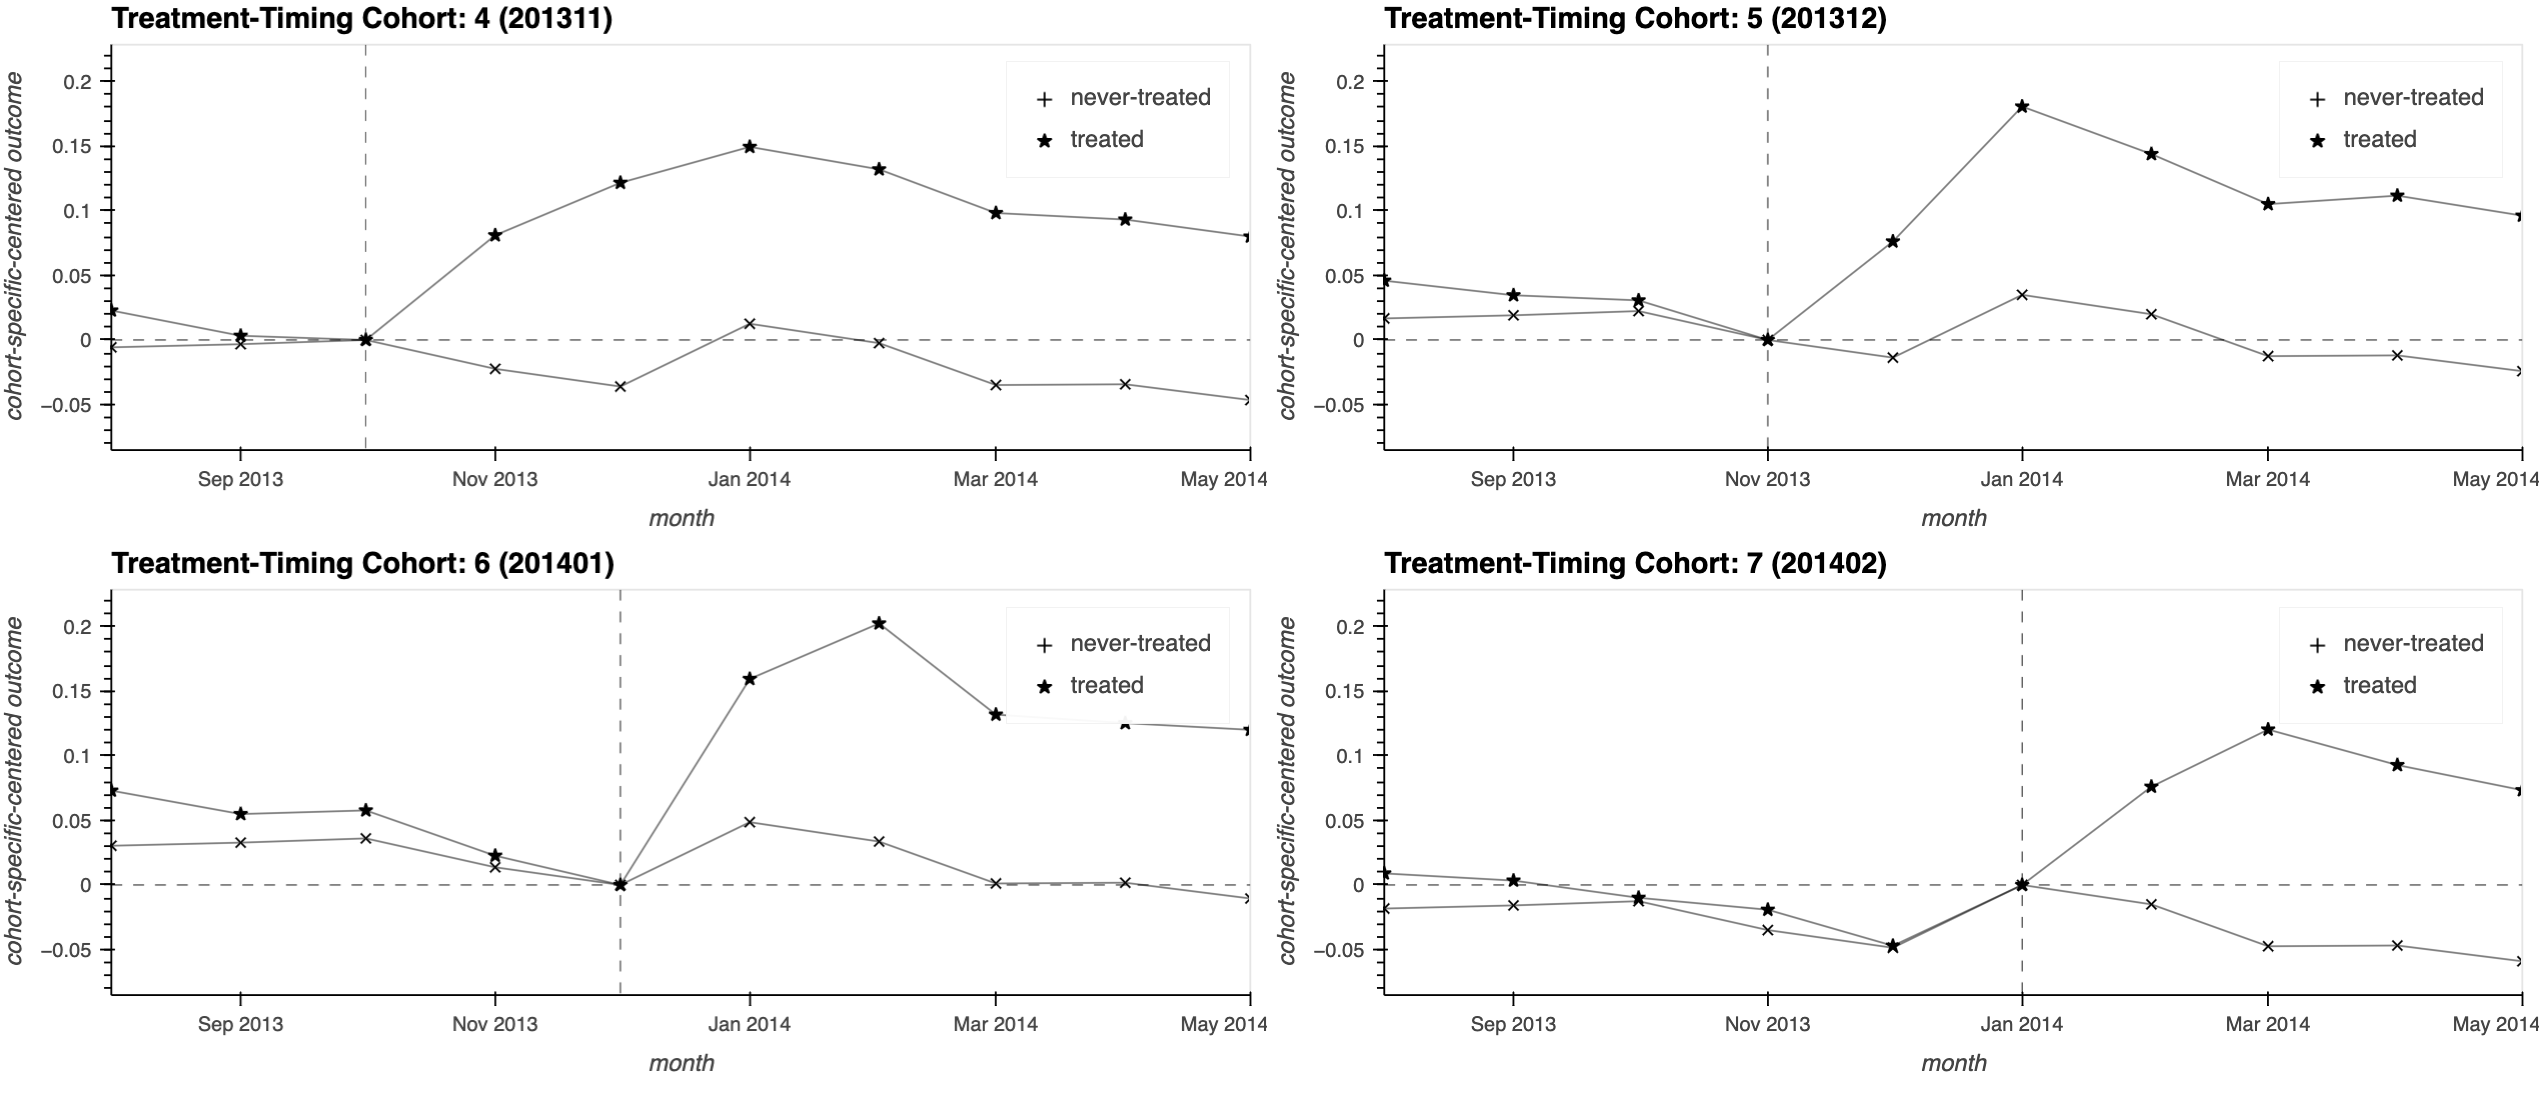 Treatment-Timing Cohort: 4 (201311)
cohort-specific-centered outcome
0.2
0.15
0.1
0.05
0
−0.05
never-treated
treated
Sep 2013
Nov 2013
Jan 2014
Mar 2014
May 2014
month
Treatment-Timing Cohort: 5 (201312)
cohort-specific-centered outcome
0.2
0.15
0.1
0.05
0
−0.05
never-treated
treated
Sep 2013
Nov 2013
Jan 2014
Mar 2014
May 2014
month
Treatment-Timing Cohort: 6 (201401)
cohort-specific-centered outcome
0.2
0.15
0.1
0.05
0
−0.05
never-treated
treated
Sep 2013
Nov 2013
Jan 2014
Mar 2014
May 2014
month
Treatment-Timing Cohort: 7 (201402)
cohort-specific-centered outcome
0.2
0.15
0.1
0.05
0
−0.05
never-treated
treated
Sep 2013
Nov 2013
Jan 2014
Mar 2014
May 2014
month